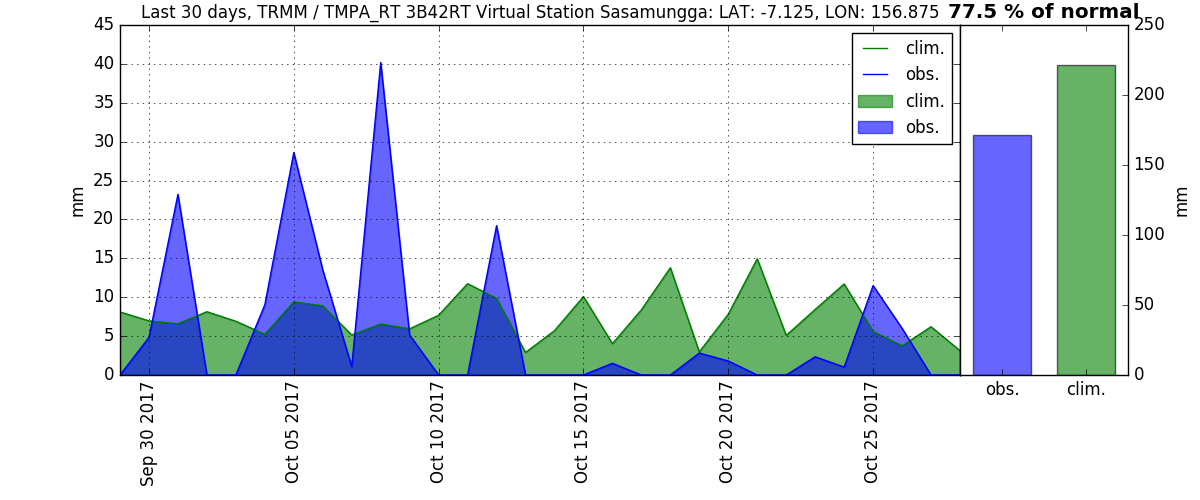 Last 30 days, TRMM / TMPA_RT 3B42RT Virtual Station Sasamungga: LAT: -7.125, LON: 156.875
77.5 % of normal
45
40
35
30
25
20
15
10
5
0
mm
clim.
obs.
clim.
obs.
Sep 30 2017
Oct 05 2017
Oct 10 2017
Oct 15 2017
Oct 20 2017
Oct 25 2017
250
200
150
100
50
0
mm
obs.
clim.